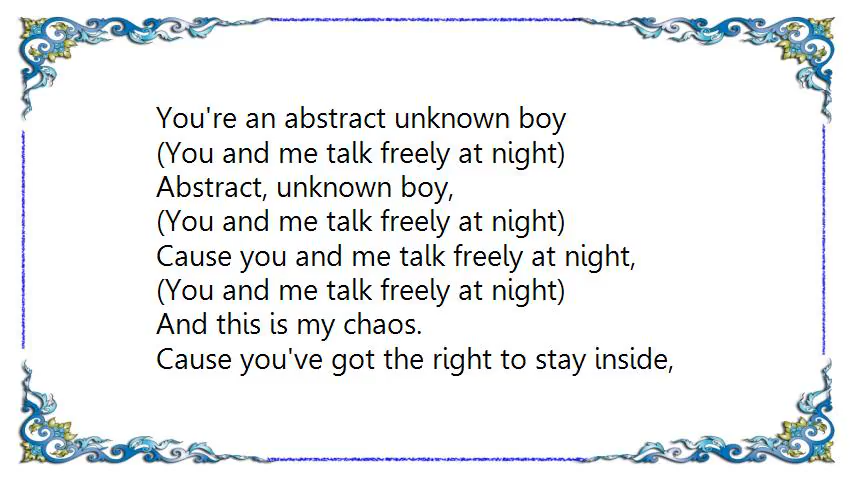 You're an abstract unknown boy
(You and me talk freely at night)
Abstract, unknown boy,
(You and me talk freely at night)
Cause you and me talk freely at night,
(You and me talk freely at night)
And this is my chaos.
Cause you've got the right to stay inside,